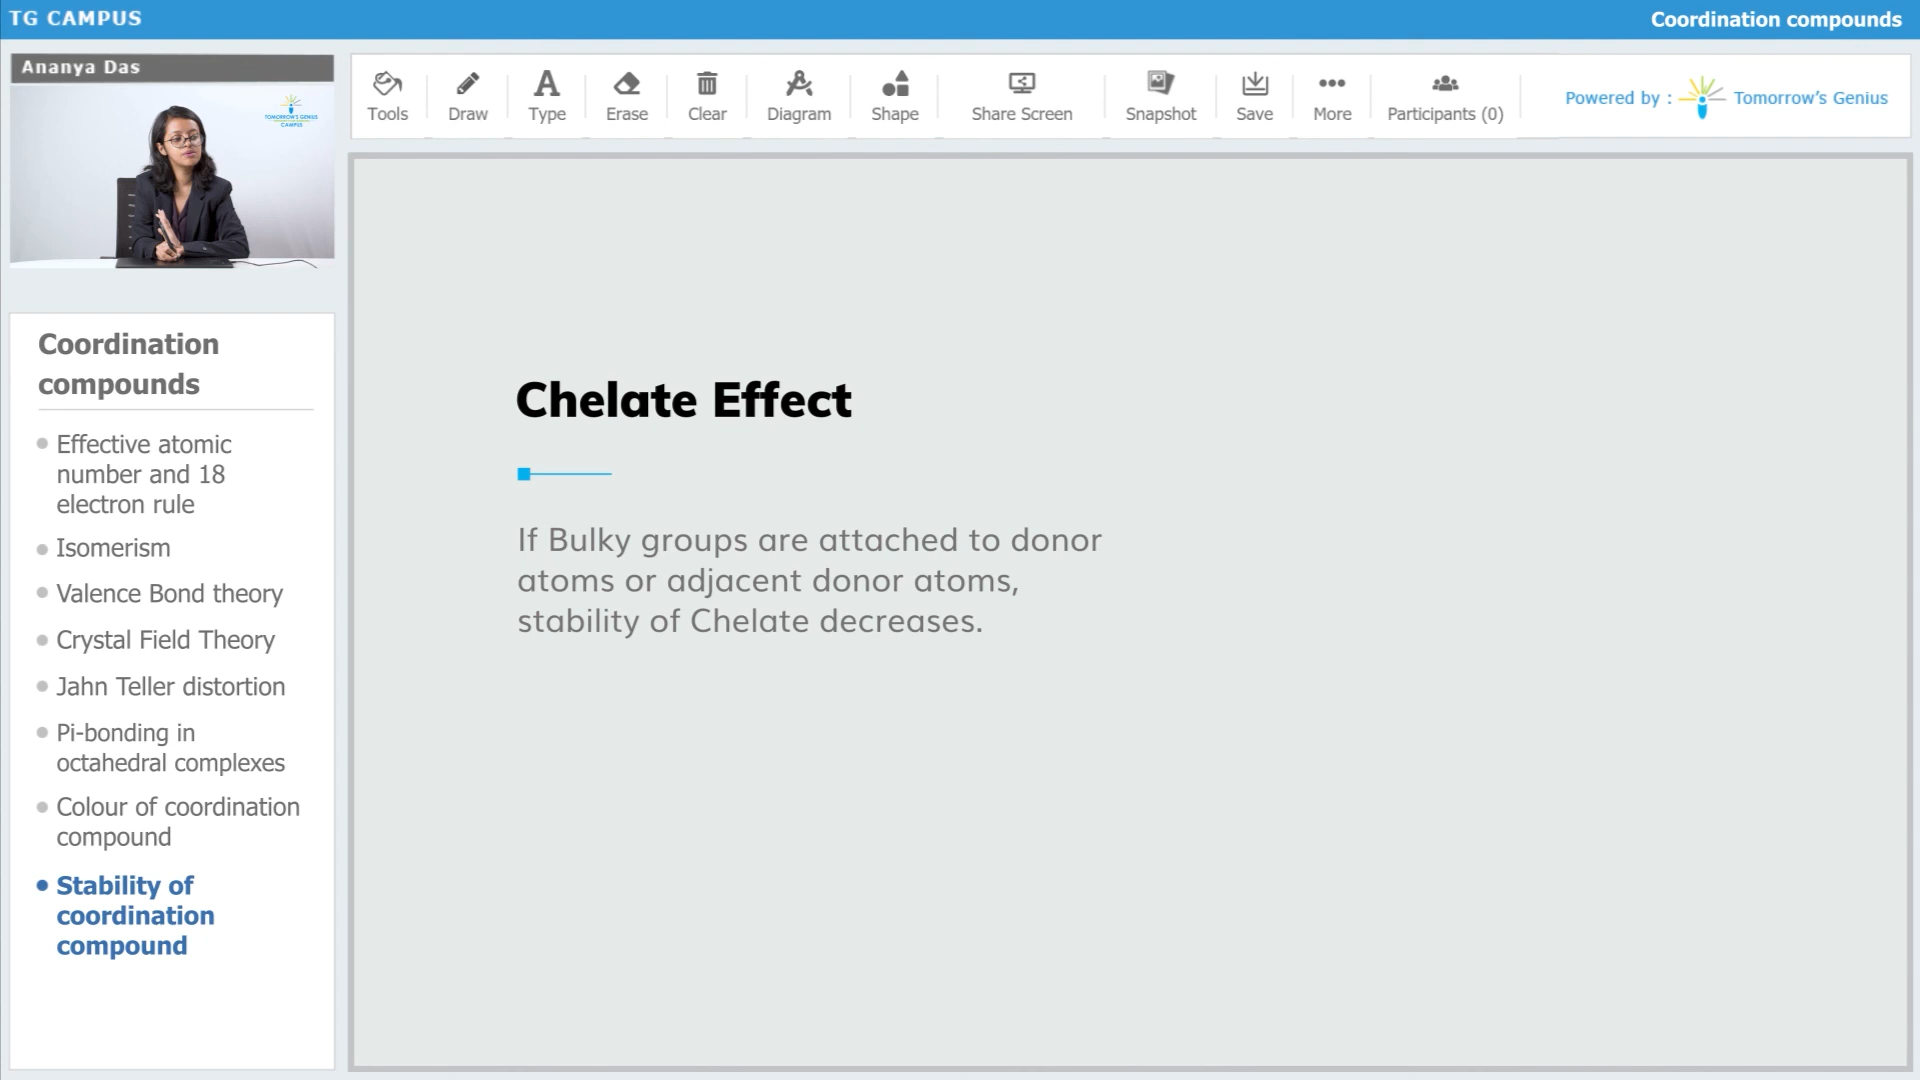 TG CAMPUS
Coordination compounds
Ananya Das
TOMORROW'S GENIUS
CAMPUS
Tools
Draw
Type
Erase
Clear
Diagram
Shape
Share Screen
Snapshot
Save
More
Participants (0)
Powered by :
Tomorrow's Genius
Coordination
compounds
Effective atomic
number and 18
electron rule
Isomerism
Valence Bond theory
Crystal Field Theory
Jahn Teller distortion
Pi-bonding in
octahedral complexes
Colour of coordination
compound
Stability of
coordination
compound
Chelate Effect
If Bulky groups are attached to donor
atoms or adjacent donor atoms,
stability of Chelate decreases.